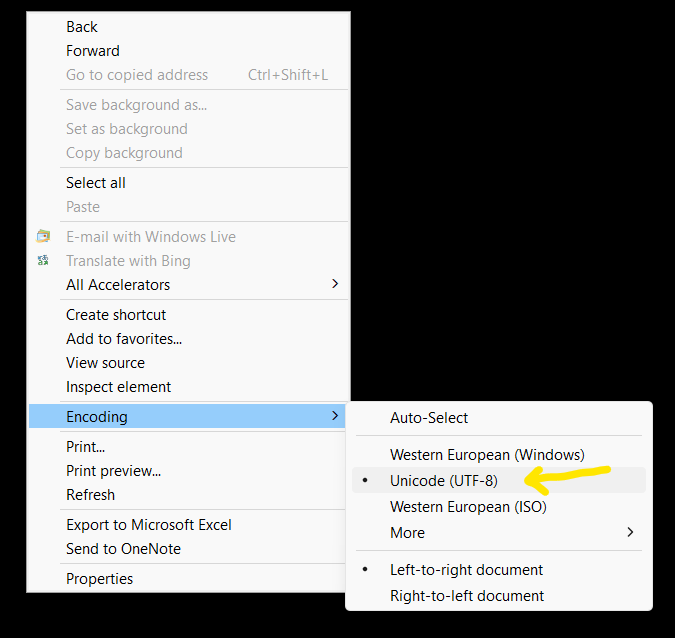 Back
Forward
Go to copied address Ctrl+Shift+L
Save background as...
Set as background
Copy background
Select all
Paste
E-mail with Windows Live
Translate with Bing
All Accelerators
Create shortcut
Add to favorites...
View source
Inspect element
Encoding
Print...
Print preview...
Refresh
Export to Microsoft Excel
Send to OneNote
Properties
Auto-Select
Western European (Windows)
Unicode (UTF-8)
Western European (ISO)
More
Left-to-right document
Right-to-left document